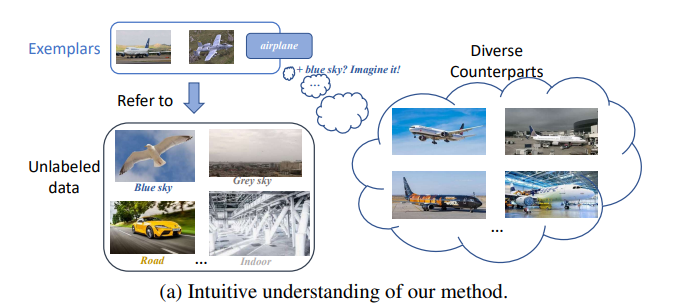 Exemplars
airplane
+ blue sky? Imagine it!
...
Refer to
Diverse
Counterparts
Unlabeled
data
Blue sky
Grey sky
Road
...
Indoor
...
(a) Intuitive understanding of our method.